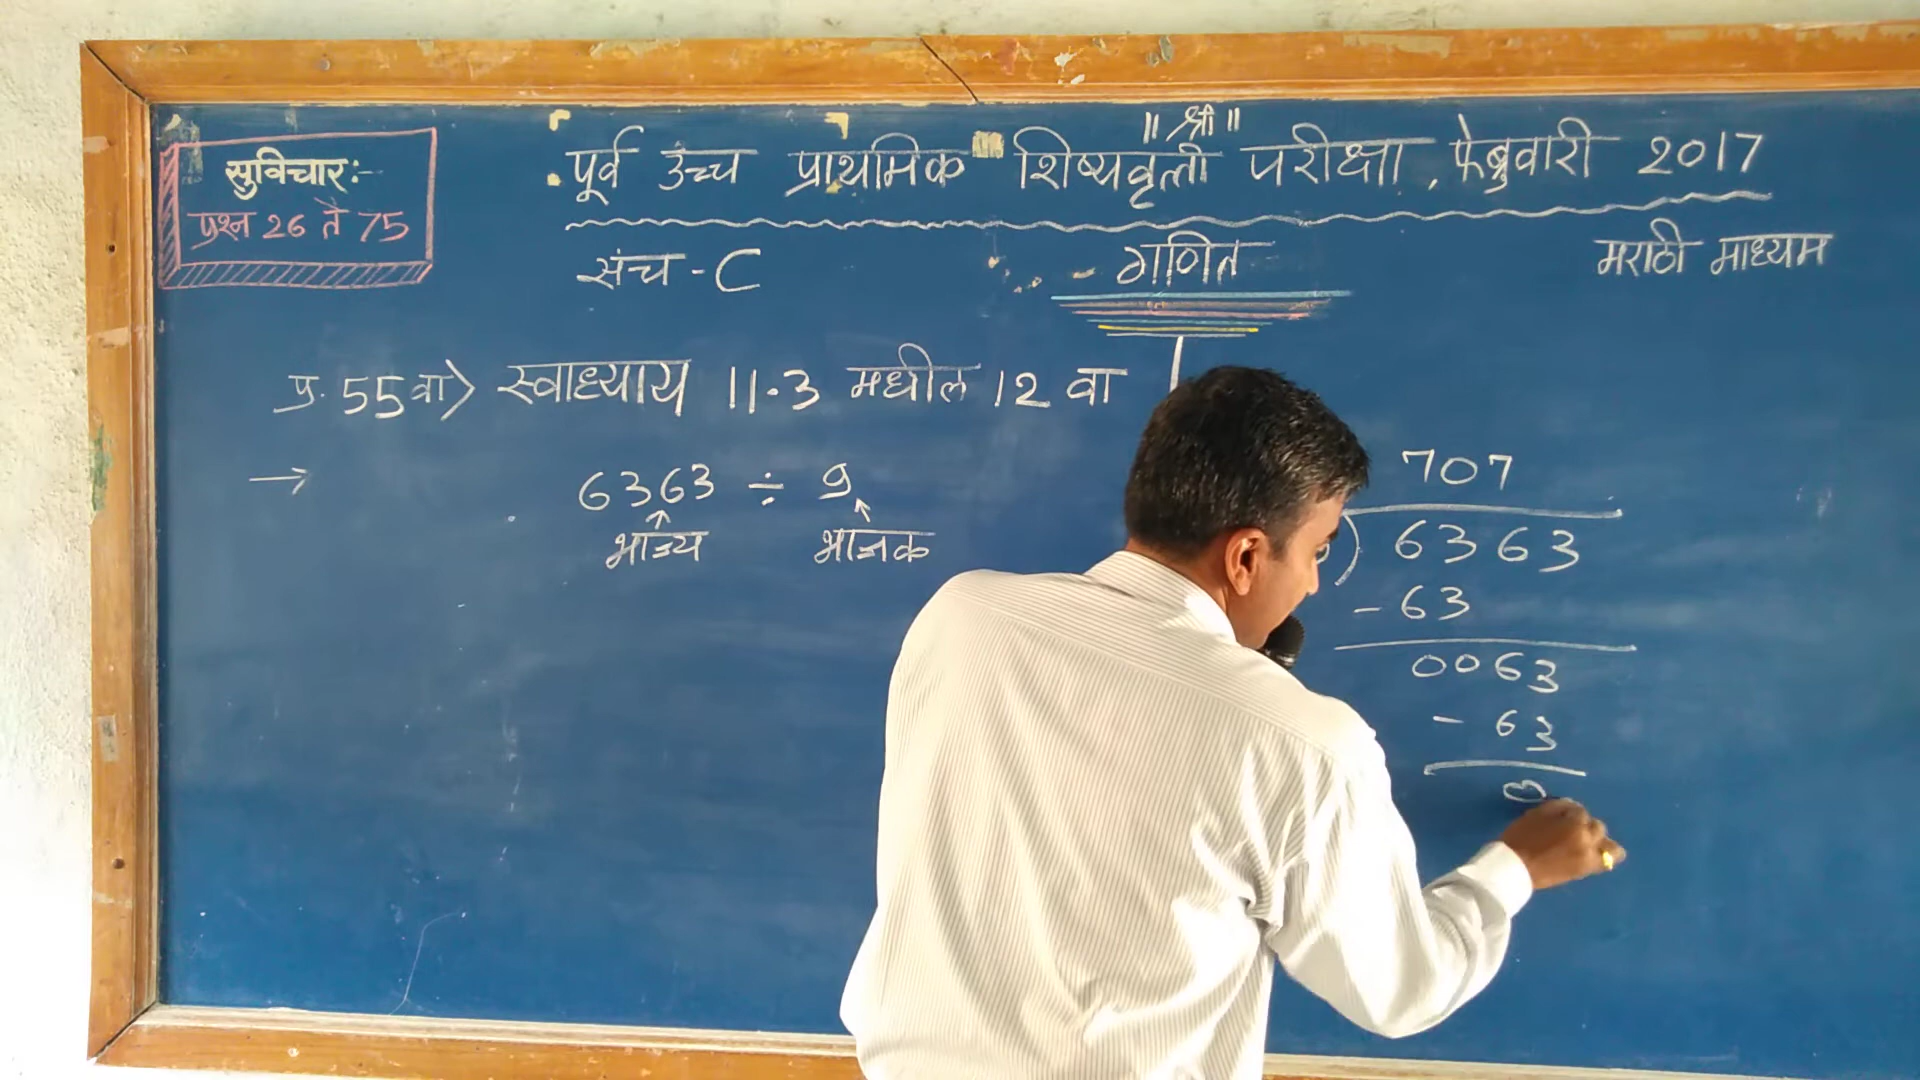 ॥ श्री ॥
पूर्व उच्च प्राथमिक शिष्यवृत्ती परीक्षा, फेब्रुवारी 2017
सुविचार:-
प्रश्न 26 ते 75
संच - C
गणित
मराठी माध्यम
प्र. 55 वा> स्वाध्याय 11.3 मधील 12 वा
→ 6363 ÷ 9
भाज्य भाजक
707
) 6363
- 63
0063
- 63
0